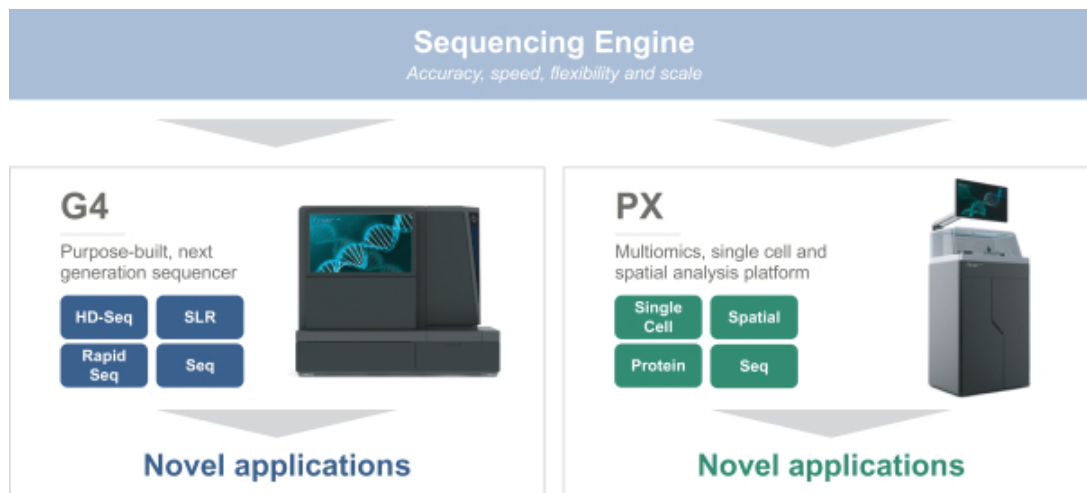 Sequencing Engine
Accuracy, speed, flexibility and scale
G4
Purpose-built, next
generation sequencer
HD-Seq
SLR
Rapid
Seq
Seq
Novel applications
PX
Multiomics, single cell and
spatial analysis platform
Single
Cell
Spatial
Protein
Seq
Novel applications